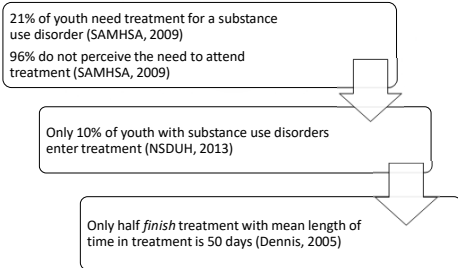 21% of youth need treatment for a substance
use disorder (SAMHSA, 2009)
96% do not perceive the need to attend
treatment (SAMHSA, 2009)
Only 10% of youth with substance use disorders
enter treatment (NSDUH, 2013)
Only half finish treatment with mean length of
time in treatment is 50 days (Dennis, 2005)